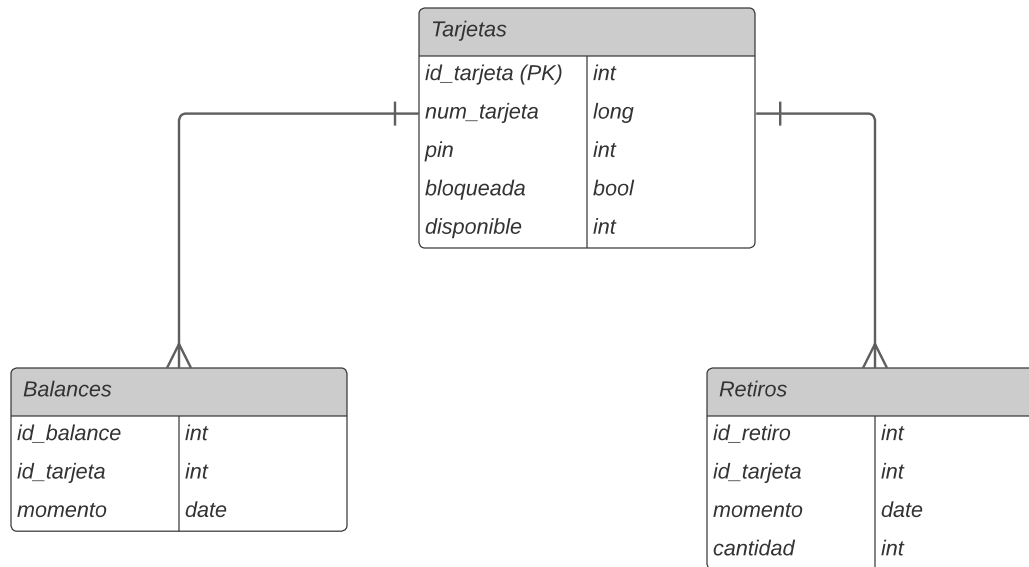 Tarjetas
id_tarjeta (PK) int
num_tarjeta long
pin int
bloqueada bool
disponible int
Balances
id_balance int
id_tarjeta int
momento date
Retiros
id_retiro int
id_tarjeta int
momento date
cantidad int